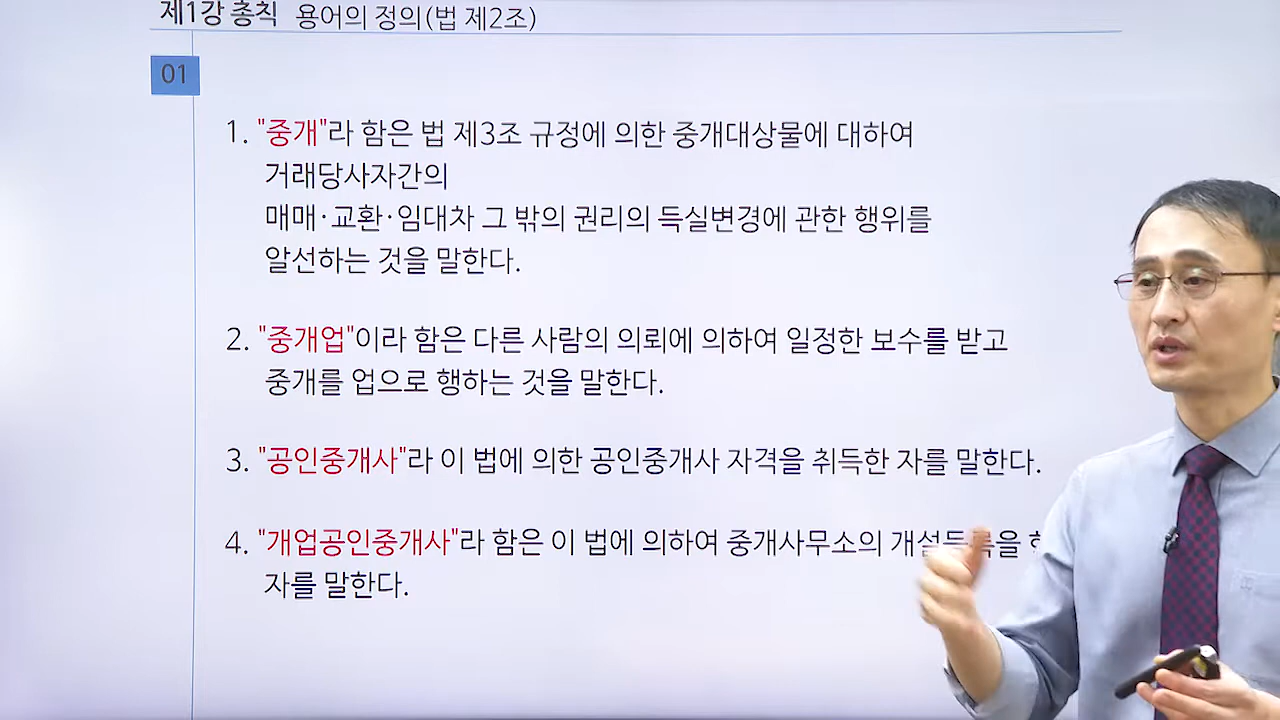 제1강 총칙 용어의 정의(법 제2조)
01
1. "중개"라 함은 법 제3조 규정에 의한 중개대상물에 대하여
거래당사자간의
매매·교환·임대차 그 밖의 권리의 득실변경에 관한 행위를
알선하는 것을 말한다.
2. "중개업"이라 함은 다른 사람의 의뢰에 의하여 일정한 보수를 받고
중개를 업으로 행하는 것을 말한다.
3. "공인중개사"라 이 법에 의한 공인중개사 자격을 취득한 자를 말한다.
4. "개업공인중개사"라 함은 이 법에 의하여 중개사무소의 개설등록을
자를 말한다.